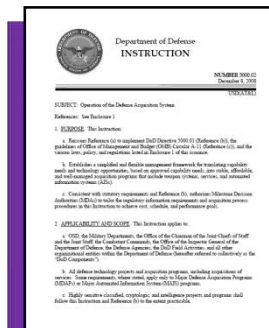 Department of Defense
INSTRUCTION
NUMBER 5000.02
December 8, 2008
USD(AT&L)
SUBJECT: Operation of the Defense Acquisition System
References: See Enclosure 1
1. PURPOSE. This Instruction:
a. Reissues Reference (a) to implement DoD Directive 5000.01 (Reference (b)), the
guidelines of Office of Management and Budget (OMB) Circular A-11 (Reference (c)), and the
various laws, policy, and regulations listed in Enclosure 1 of this issuance.
b. Establishes a simplified and flexible management framework for translating capability
needs and technology opportunities, based on approved capability needs, into stable, affordable,
and well-managed acquisition programs that include weapon systems, services, and automated
information systems (AISs).
c. Consistent with statutory requirements and Reference (b), authorizes Milestone Decision
Authorities (MDAs) to tailor the regulatory information requirements and acquisition process
procedures in this Instruction to achieve cost, schedule, and performance goals.
2. APPLICABILITY AND SCOPE. This Instruction applies to:
a. OSD, the Military Departments, the Office of the Chairman of the Joint Chiefs of Staff
and the Joint Staff, the Combatant Commands, the Office of the Inspector General of the
Department of Defense, the Defense Agencies, the DoD Field Activities, and all other
organizational entities within the Department of Defense (hereafter referred to collectively as the
"DoD Components").
b. All defense technology projects and acquisition programs, including acquisitions of
services. Some requirements, where stated, apply only to Major Defense Acquisition Programs
(MDAPs) or Major Automated Information System (MAIS) programs.
c. Highly sensitive classified, cryptologic, and intelligence projects and programs shall
follow this Instruction and Reference (b) to the extent practicable.